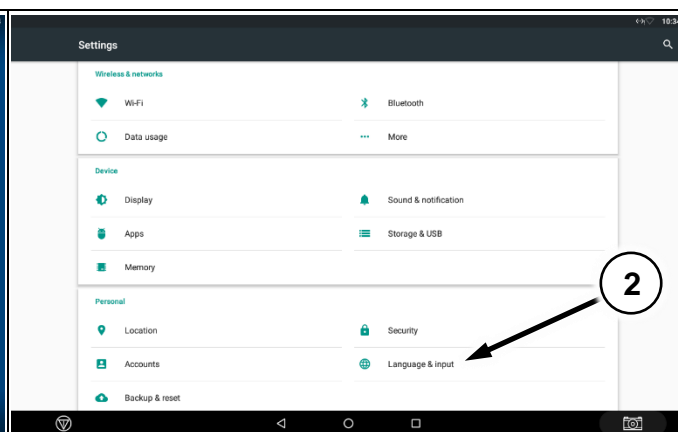 10:34
Settings
Wireless & networks
Wi-Fi Bluetooth
Data usage More
Device
Display Sound & notification
Apps Storage & USB
Memory
2
Personal
Location Security
Accounts Language & input
Backup & reset